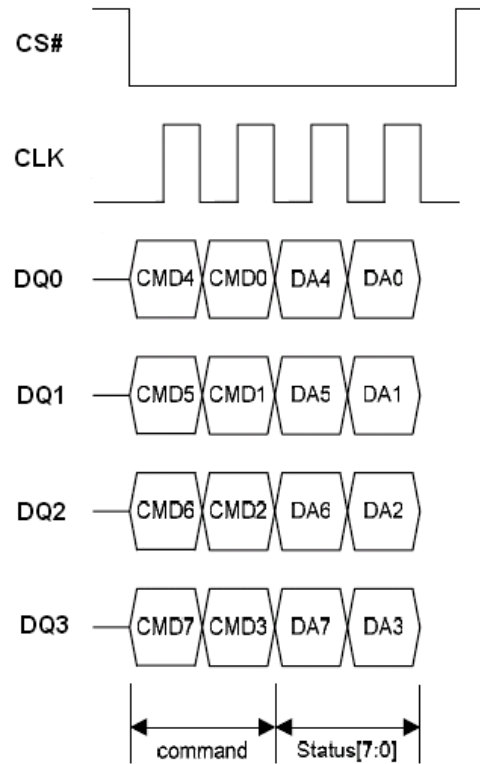 CS#
CLK
DQ0 CMD4 CMD0 DA4 DA0
DQ1 CMD5 CMD1 DA5 DA1
DQ2 CMD6 CMD2 DA6 DA2
DQ3 CMD7 CMD3 DA7 DA3
command Status[7:0]